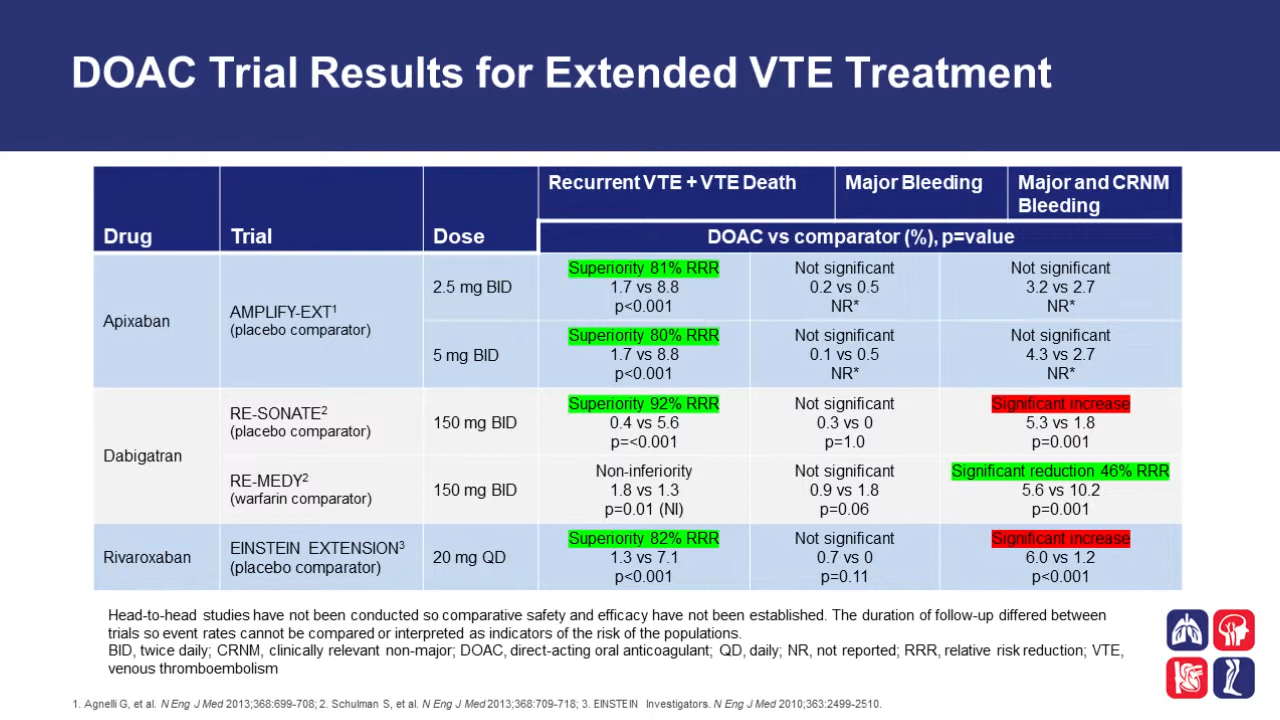 DOAC Trial Results for Extended VTE Treatment
Drug
Trial
Dose
Recurrent VTE + VTE Death
Major Bleeding
Major and CRNM
Bleeding
DOAC vs comparator (%), p=value
Apixaban
AMPLIFY-EXT1
(placebo comparator)
2.5 mg BID
Superiority 81% RRR
1.7 vs 8.8
p<0.001
Not significant
0.2 vs 0.5
NR*
Not significant
3.2 vs 2.7
NR*
5 mg BID
Superiority 80% RRR
1.7 vs 8.8
p<0.001
Not significant
0.1 vs 0.5
NR*
Not significant
4.3 vs 2.7
NR*
Dabigatran
RE-SONATE2
(placebo comparator)
150 mg BID
Superiority 92% RRR
0.4 vs 5.6
p=<0.001
Not significant
0.3 vs 0
p=1.0
Significant increase
5.3 vs 1.8
p=0.001
RE-MEDY2
(warfarin comparator)
150 mg BID
Non-inferiority
1.8 vs 1.3
p=0.01 (NI)
Not significant
0.9 vs 1.8
p=0.06
Significant reduction 46% RRR
5.6 vs 10.2
p=0.001
Rivaroxaban
EINSTEIN EXTENSION3
(placebo comparator)
20 mg QD
Superiority 82% RRR
1.3 vs 7.1
p<0.001
Not significant
0.7 vs 0
p=0.11
Significant increase
6.0 vs 1.2
p<0.001
Head-to-head studies have not been conducted so comparative safety and efficacy have not been established. The duration of follow-up differed between
trials so event rates cannot be compared or interpreted as indicators of the risk of the populations.
BID, twice daily; CRNM, clinically relevant non-major; DOAC, direct-acting oral anticoagulant; QD, daily; NR, not reported; RRR, relative risk reduction; VTE,
venous thromboembolism
1. Agnelli G, et al. N Eng J Med 2013;368:699-708; 2. Schulman S, et al. N Eng J Med 2013;368:709-718; 3. EINSTEIN Investigators. N Eng J Med 2010;363:2499-2510.